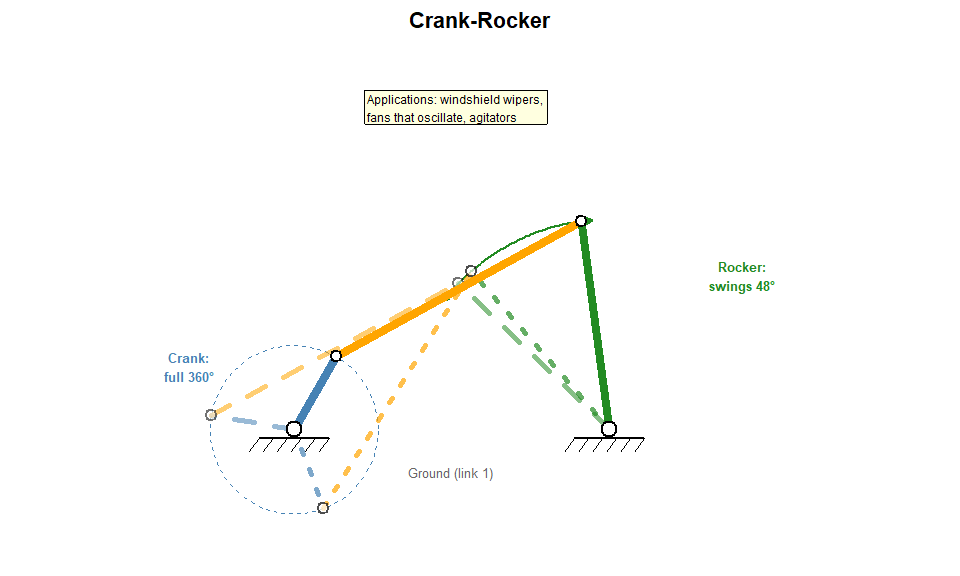 Crank-Rocker
Applications: windshield wipers,
fans that oscillate, agitators
Rocker:
swings 48°
Crank:
full 360°
Ground (link 1)